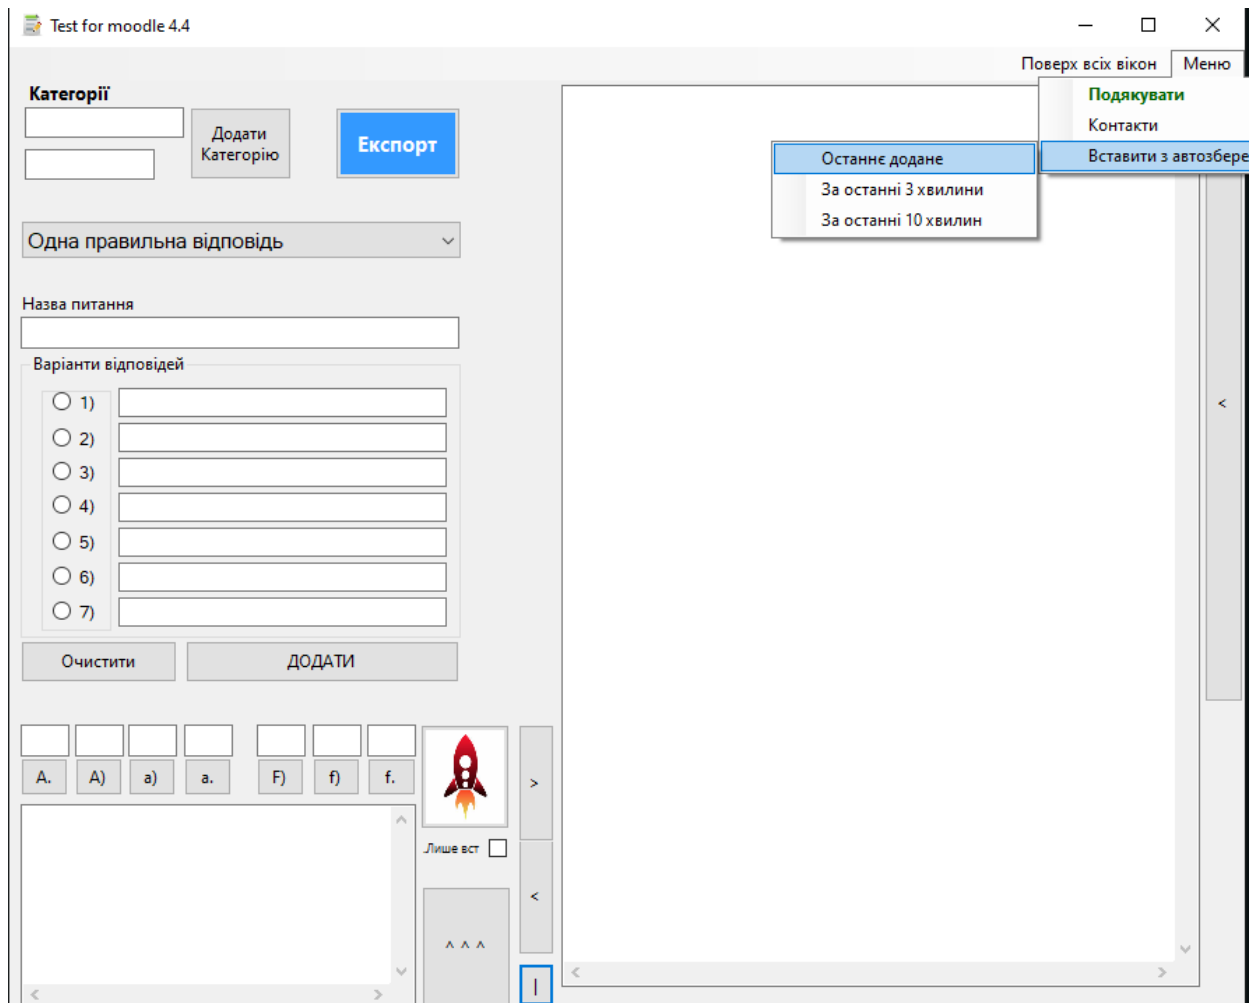 Test for moodle 4.4
Поверх всіх вікон
Меню
Подякувати
Контакти
Вставити з автозбере
Останнє додане
За останні 3 хвилини
За останні 10 хвилин
Категорії
Додати
Категорію
Експорт
Одна правильна відповідь
Назва питання
Варіанти відповідей
1)
2)
3)
4)
5)
6)
7)
Очистити
ДОДАТИ
A.
A)
a)
a.
F)
f)
f.
>
Лише вст
<
^ ^ ^
|
<